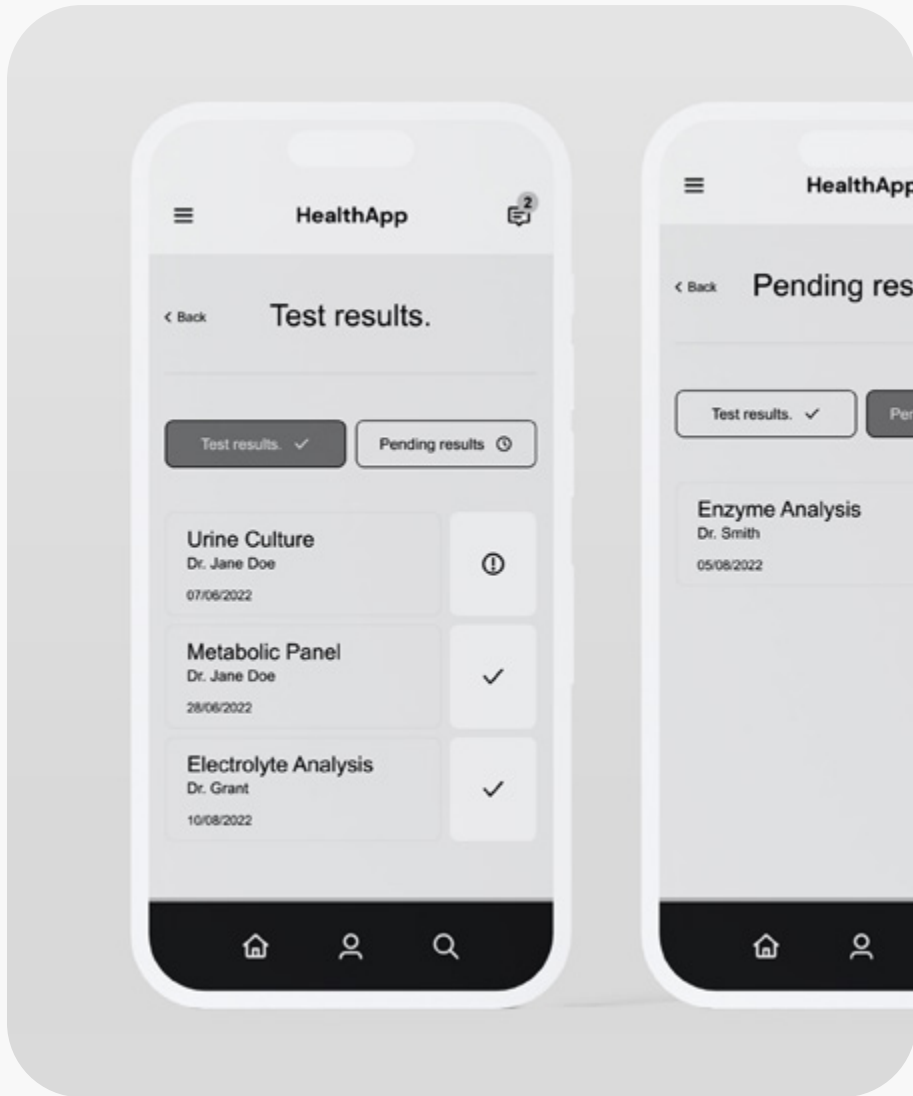 HealthApp
2
< Back
Test results.
Test results.
Pending results
Urine Culture
Dr. Jane Doe
07/06/2022
Metabolic Panel
Dr. Jane Doe
28/06/2022
Electrolyte Analysis
Dr. Grant
10/08/2022
HealthApp
< Back
Pending res
Test results.
Pen
Enzyme Analysis
Dr. Smith
05/08/2022